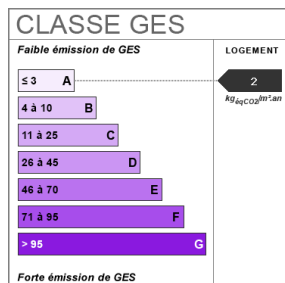 CLASSE GES
Faible émission de GES
LOGEMENT
≤ 3 A
2
kgéqCO2/m².an
4 à 10 B
11 à 25 C
26 à 45 D
46 à 70 E
71 à 95 F
> 95 G
Forte émission de GES